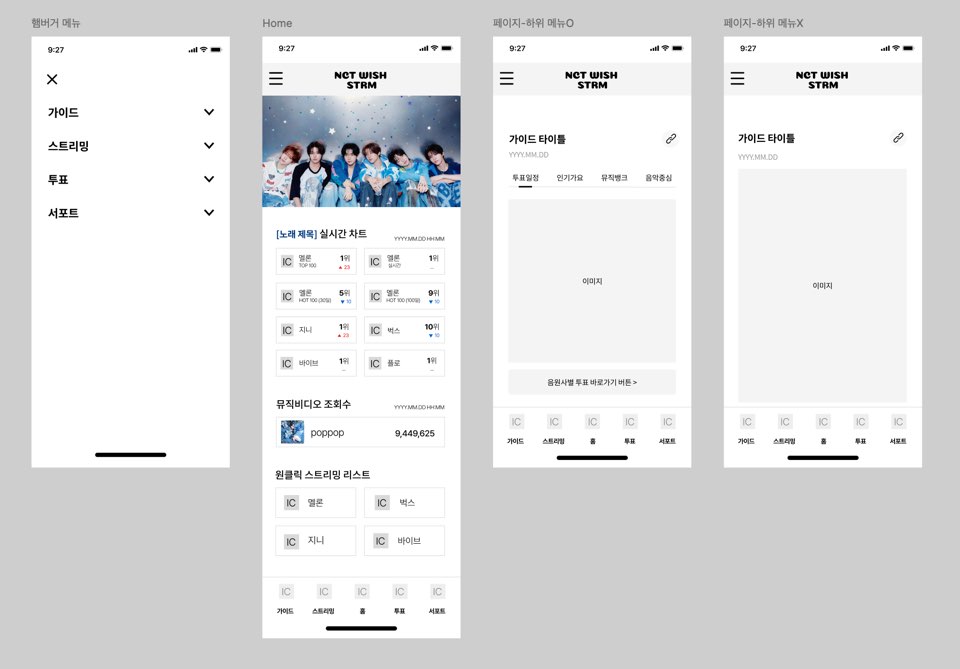 햄버거 메뉴
9:27
가이드
스트리밍
투표
서포트
Home
9:27
NCT WISH
STRM
[노래 제목] 실시간 차트
YYYY.MM.DD HH:MM
IC 멜론 1위
TOP 100 ▲ 23
IC 멜론 1위
실시간 _
IC 멜론 5위
HOT 100 (30일) ▼ 10
IC 멜론 9위
HOT 100 (100일) ▼ 10
IC 지니 1위
▲ 23
IC 벅스 10위
▼ 10
IC 바이브 1위
_
IC 플로 1위
_
뮤직비디오 조회수
YYYY.MM.DD HH:MM
poppop 9,449,625
원클릭 스트리밍 리스트
IC 멜론
IC 벅스
IC 지니
IC 바이브
IC IC IC IC IC
가이드 스트리밍 홈 투표 서포트
페이지-하위 메뉴O
9:27
NCT WISH
STRM
가이드 타이틀
YYYY.MM.DD
투표일정 인기가요 뮤직뱅크 음악중심
이미지
음원사별 투표 바로가기 버튼 >
IC IC IC IC IC
가이드 스트리밍 홈 투표 서포트
페이지-하위 메뉴X
9:27
NCT WISH
STRM
가이드 타이틀
YYYY.MM.DD
이미지
IC IC IC IC IC
가이드 스트리밍 홈 투표 서포트